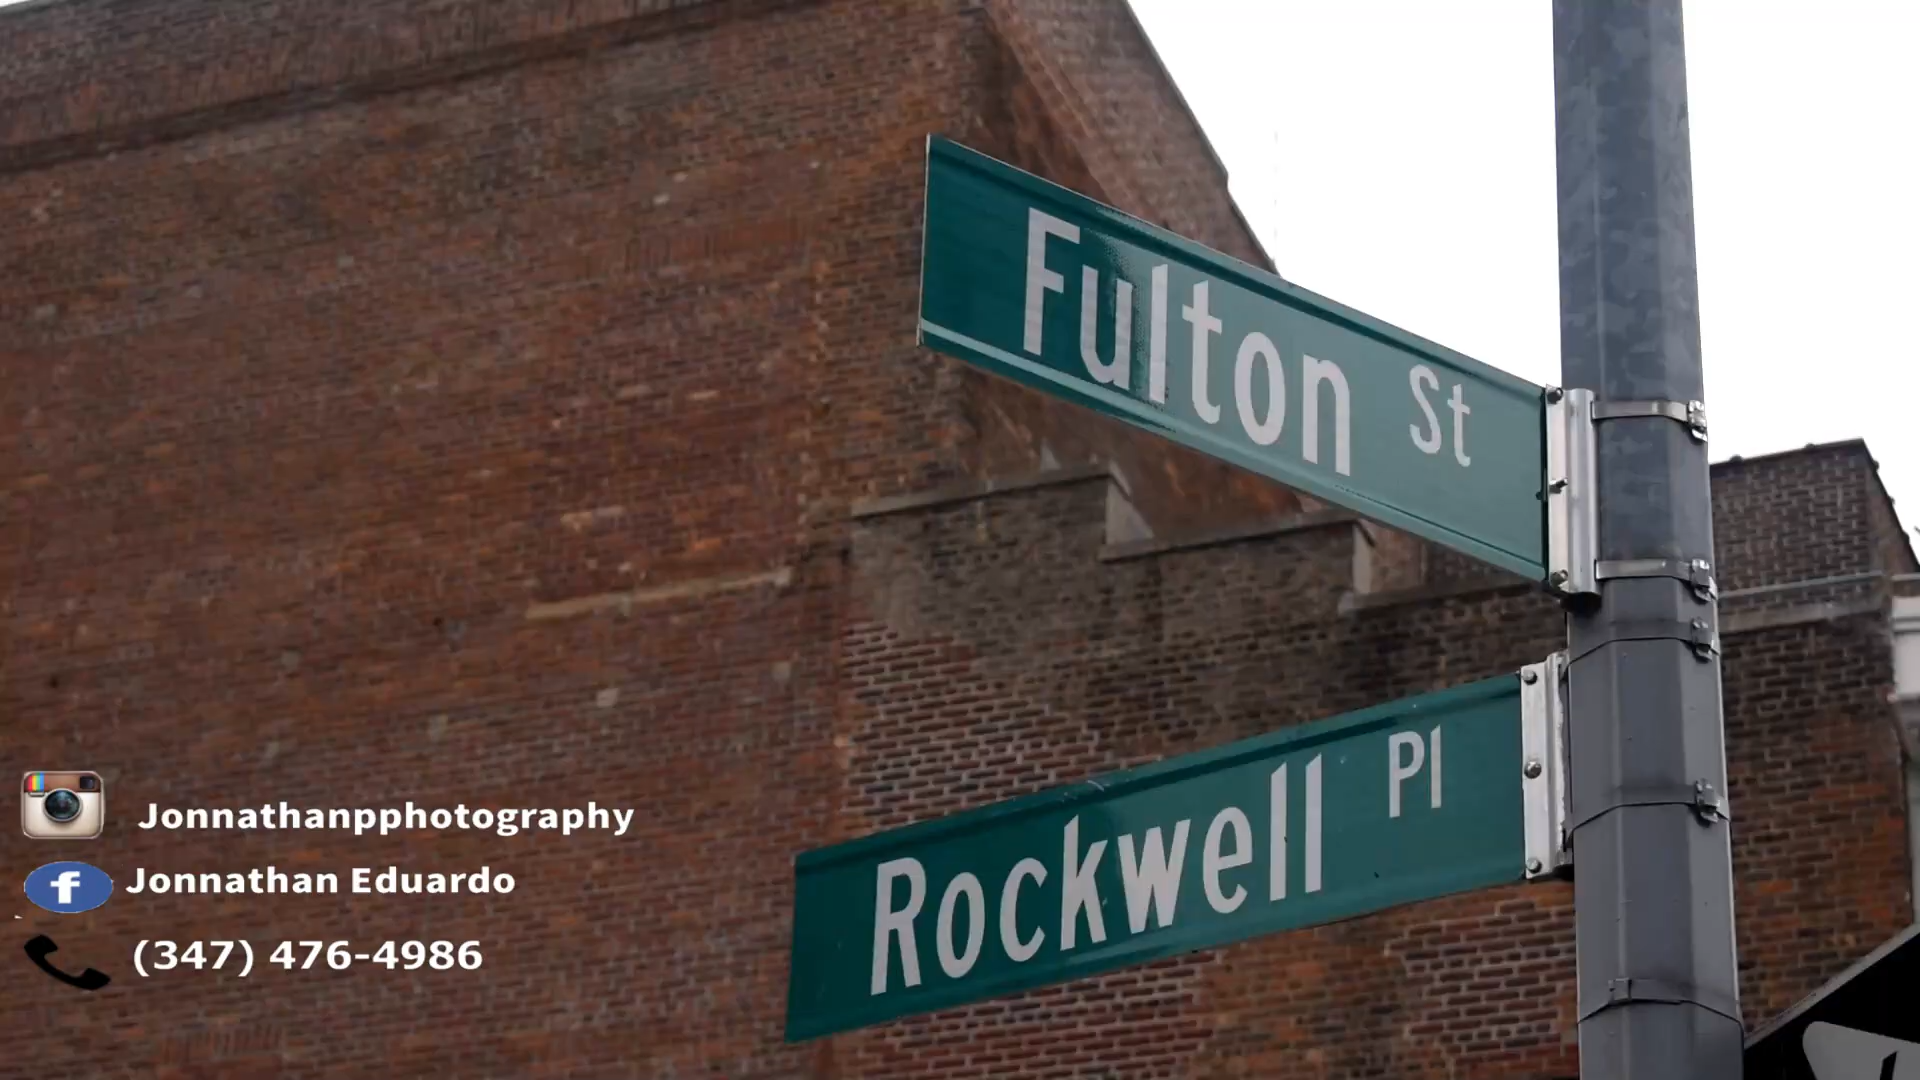 Fulton St
Rockwell Pl
Jonnathanpphotography
f Jonnathan Eduardo
(347) 476-4986